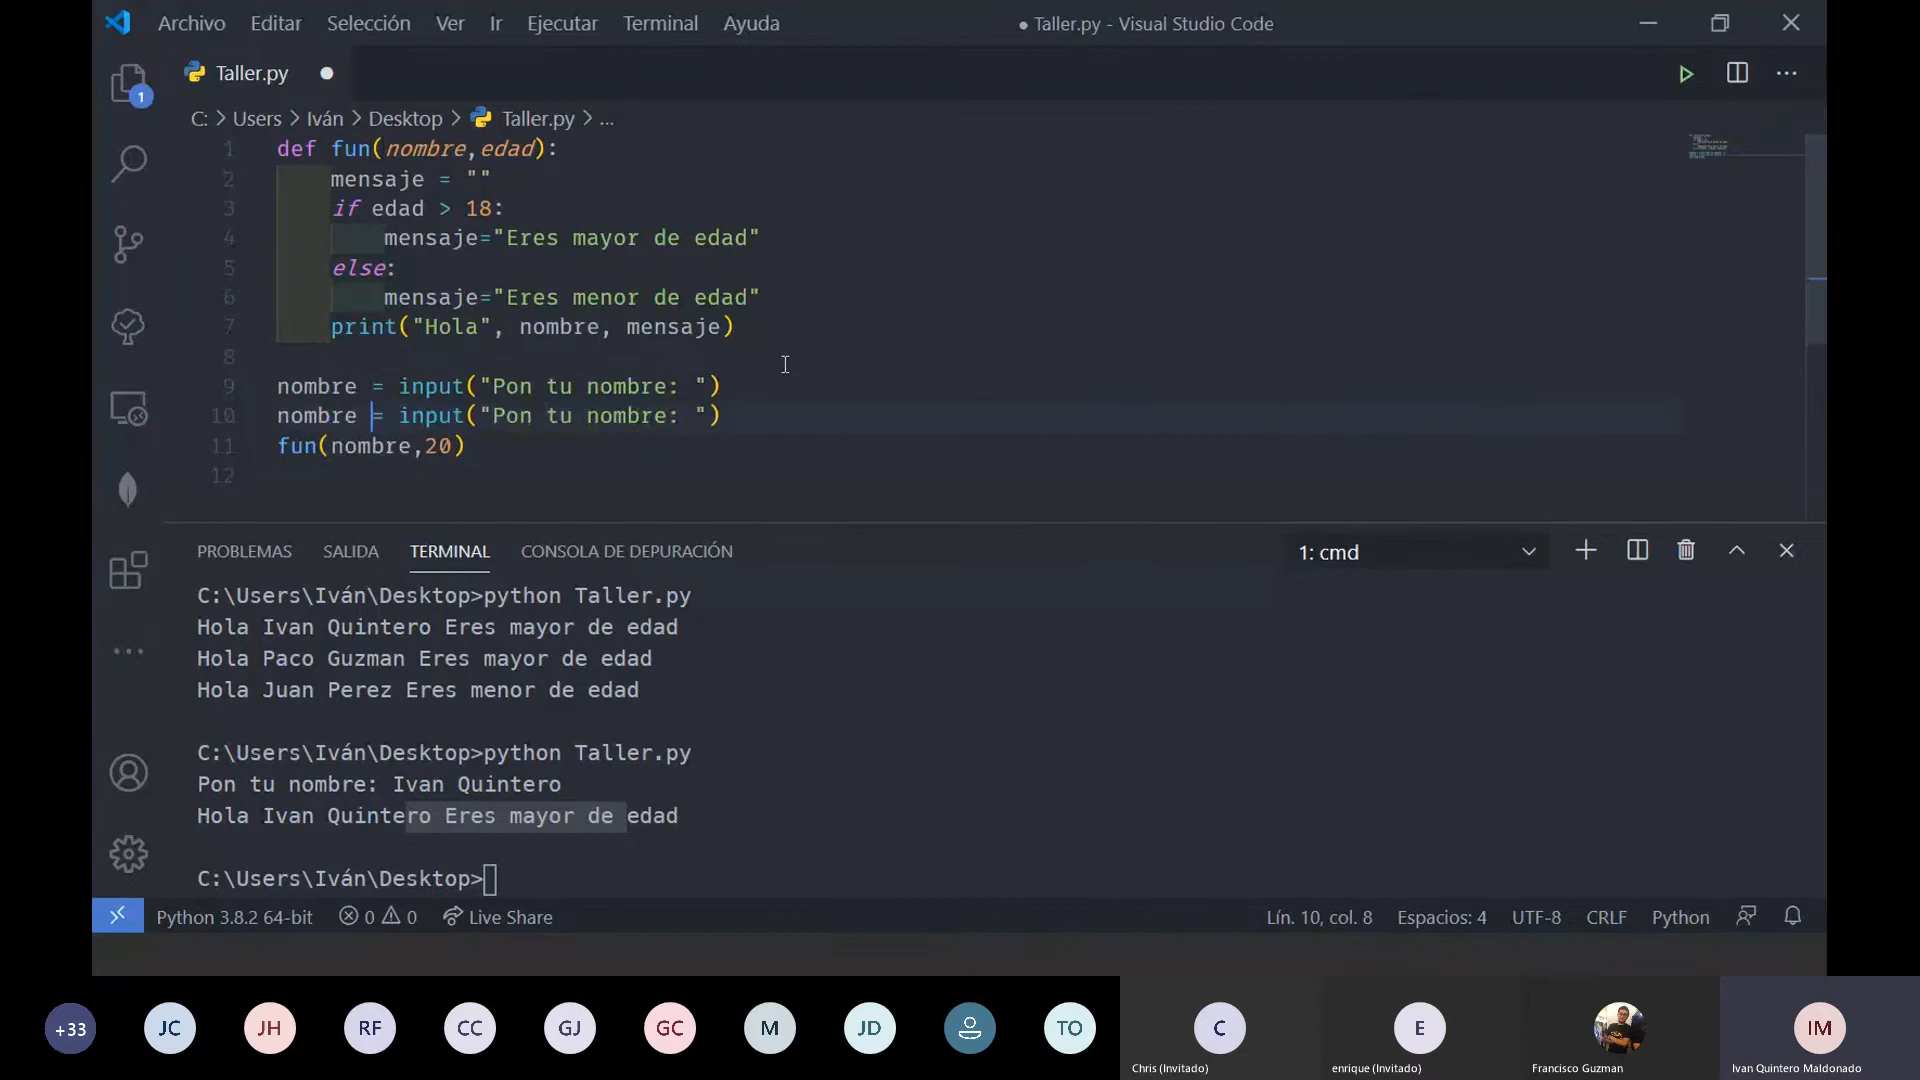 Archivo Editar Selección Ver Ir Ejecutar Terminal Ayuda ● Taller.py - Visual Studio Code
Taller.py
1
C: > Users > Iván > Desktop > Taller.py > ...
1 def fun(nombre,edad):
2 mensaje = ""
3 if edad > 18:
4 mensaje="Eres mayor de edad"
5 else:
6 mensaje="Eres menor de edad"
7 print("Hola", nombre, mensaje)
8
9 nombre = input("Pon tu nombre: ")
10 nombre = input("Pon tu nombre: ")
11 fun(nombre,20)
12
PROBLEMAS SALIDA TERMINAL CONSOLA DE DEPURACIÓN 1: cmd
C:\Users\Iván\Desktop>python Taller.py
Hola Ivan Quintero Eres mayor de edad
Hola Paco Guzman Eres mayor de edad
Hola Juan Perez Eres menor de edad
C:\Users\Iván\Desktop>python Taller.py
Pon tu nombre: Ivan Quintero
Hola Ivan Quintero Eres mayor de edad
C:\Users\Iván\Desktop>
Python 3.8.2 64-bit 0 0 Live Share Lín. 10, col. 8 Espacios: 4 UTF-8 CRLF Python
+33 JC JH RF CC GJ GC M JD TO C E IM
Chris (Invitado) enrique (Invitado) Francisco Guzman Ivan Quintero Maldonado